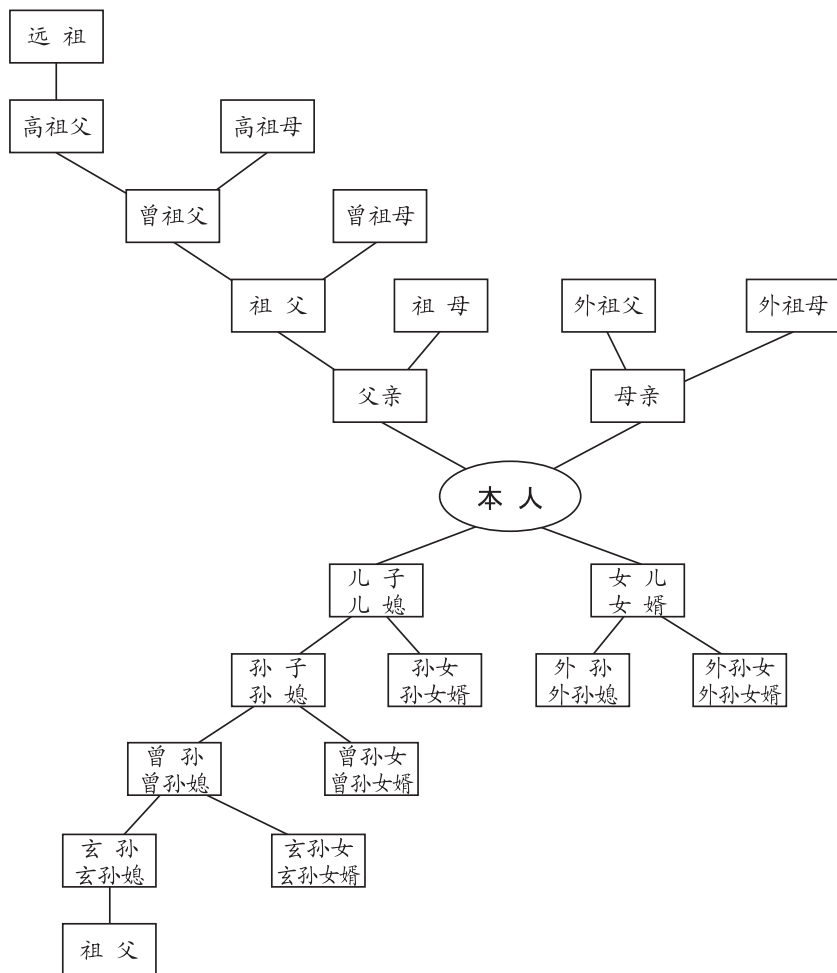 远 祖
高祖父
高祖母
曾祖父
曾祖母
祖 父
祖 母
外祖父
外祖母
父亲
母亲
本 人
儿 子
儿 媳
女 儿
女 婿
孙 子
孙 媳
孙女
孙女婿
外 孙
外孙媳
外孙女
外孙女婿
曾 孙
曾孙媳
曾孙女
曾孙女婿
玄 孙
玄孙媳
玄孙女
玄孙女婿
祖 父